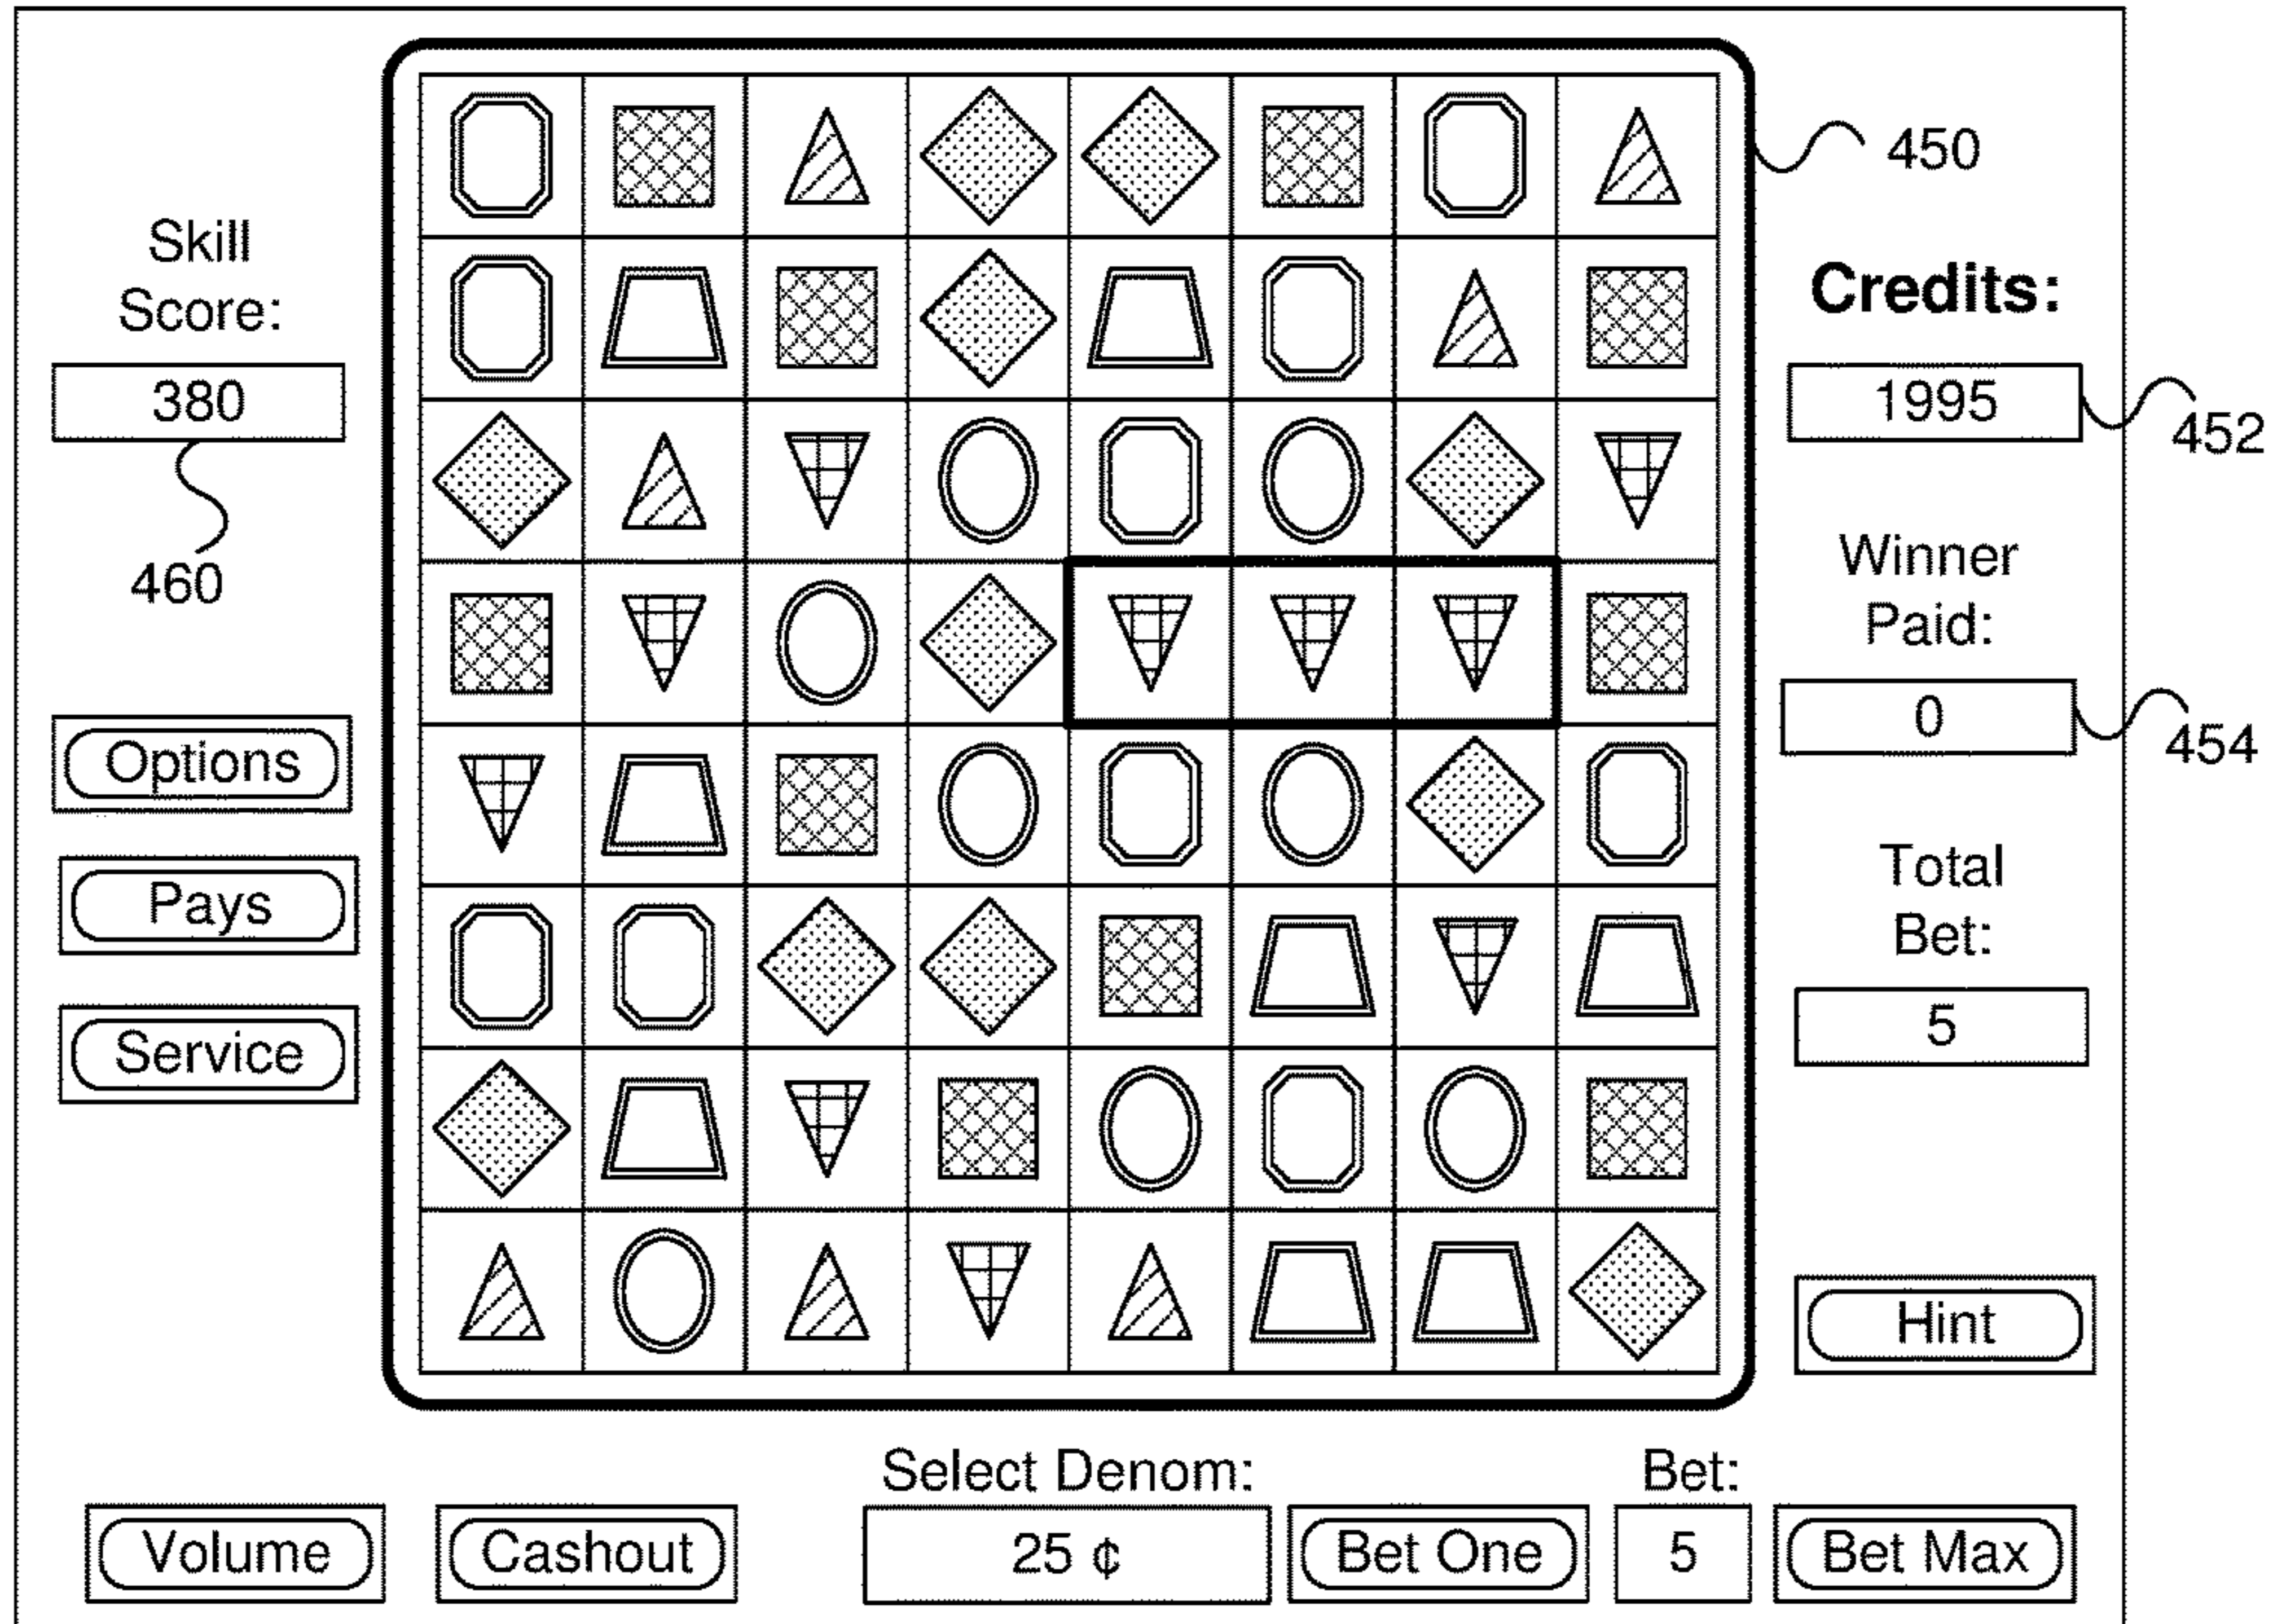 450
Skill
Score:
380
460
Credits:
1995
452
Winner
Paid:
0
454
Options
Pays
Service
Total
Bet:
5
Hint
Select Denom:
Bet:
Volume
Cashout
25 ¢
Bet One
5
Bet Max